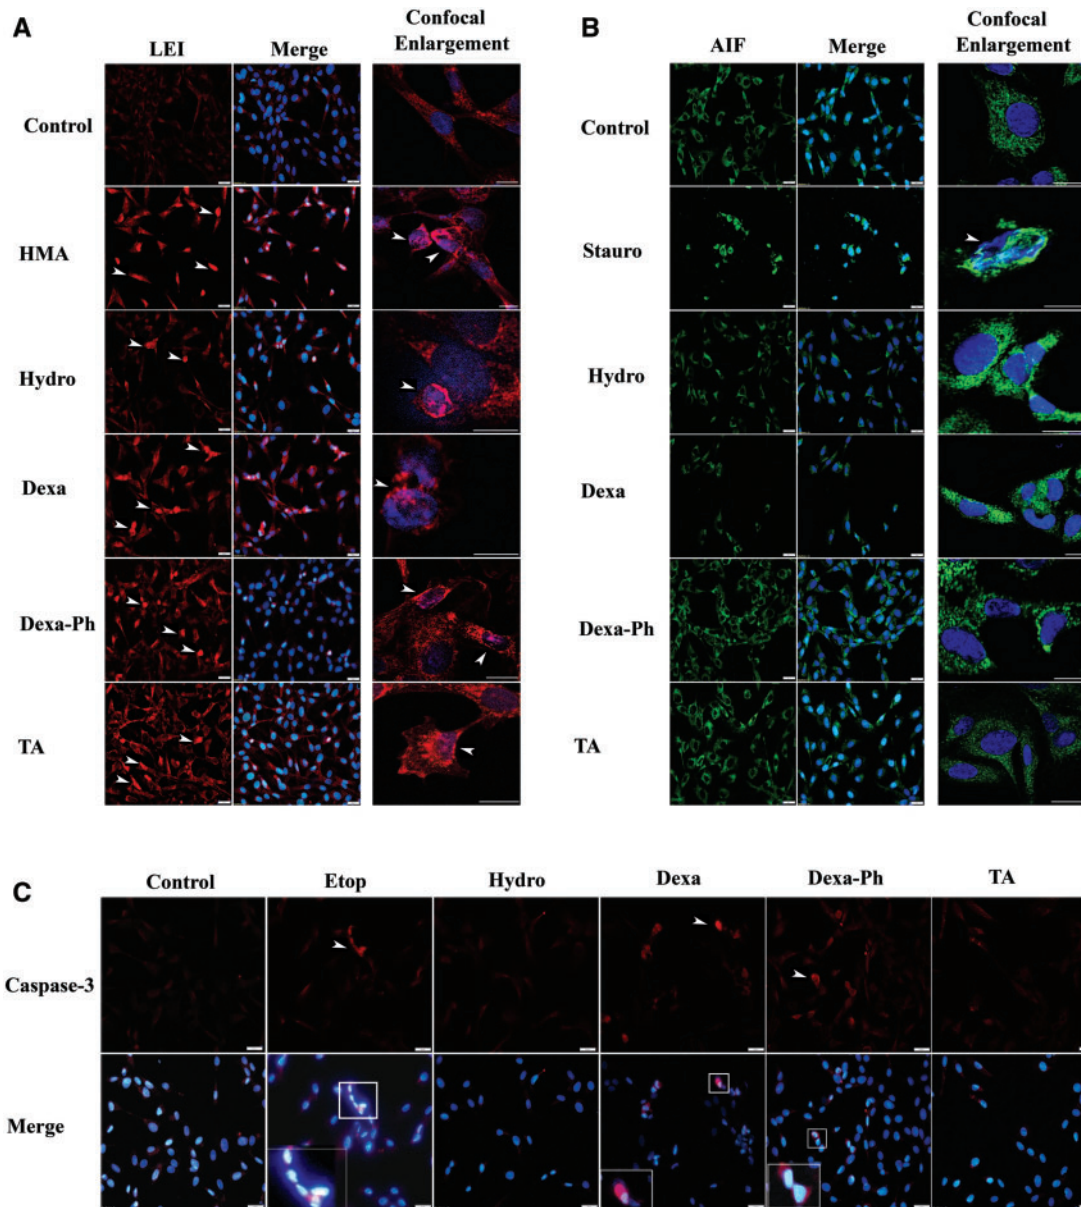 A
LEI Merge Confocal Enlargement
Control
HMA
Hydro
Dexa
Dexa-Ph
TA
B
AIF Merge Confocal Enlargement
Control
Stauro
Hydro
Dexa
Dexa-Ph
TA
C
Control Etop Hydro Dexa Dexa-Ph TA
Caspase-3
Merge